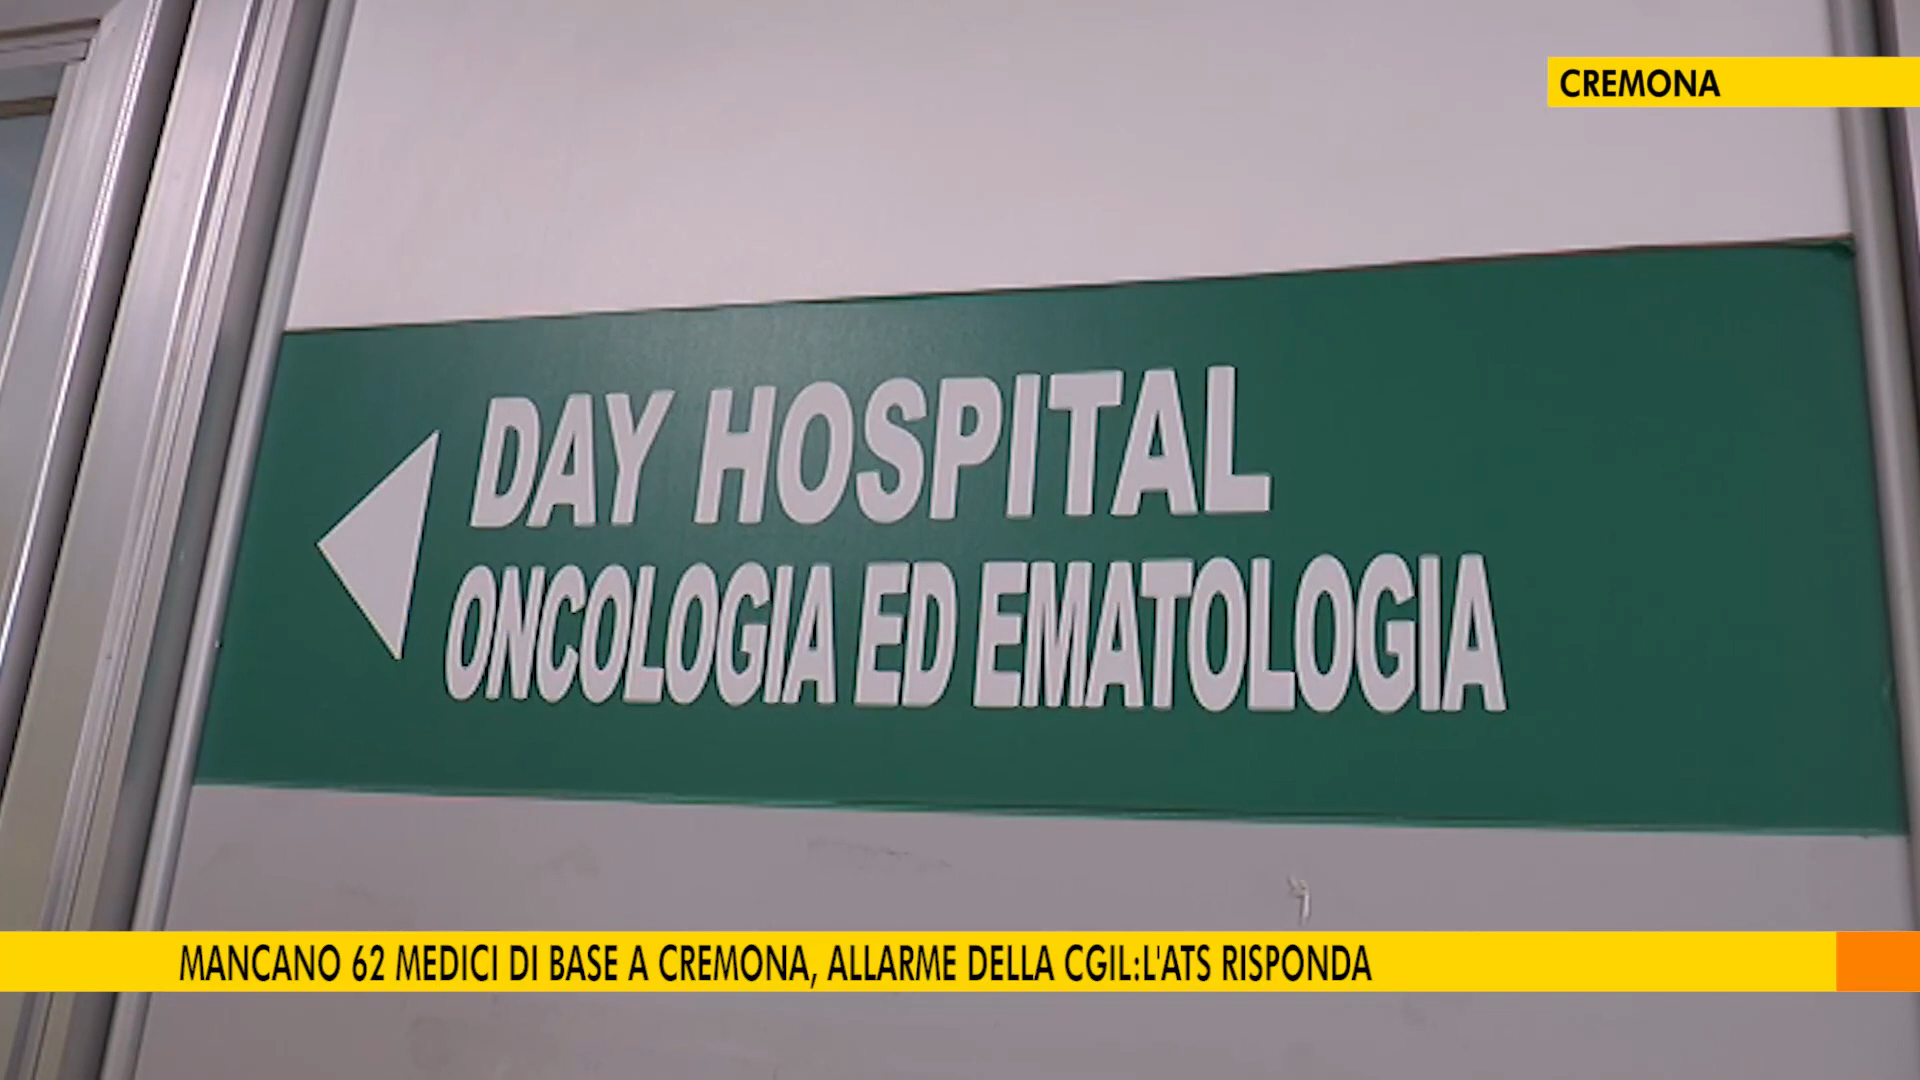 CREMONA
DAY HOSPITAL
ONCOLOGIA ED EMATOLOGIA
MANCANO 62 MEDICI DI BASE A CREMONA, ALLARME DELLA CGIL:L'ATS RISPONDA